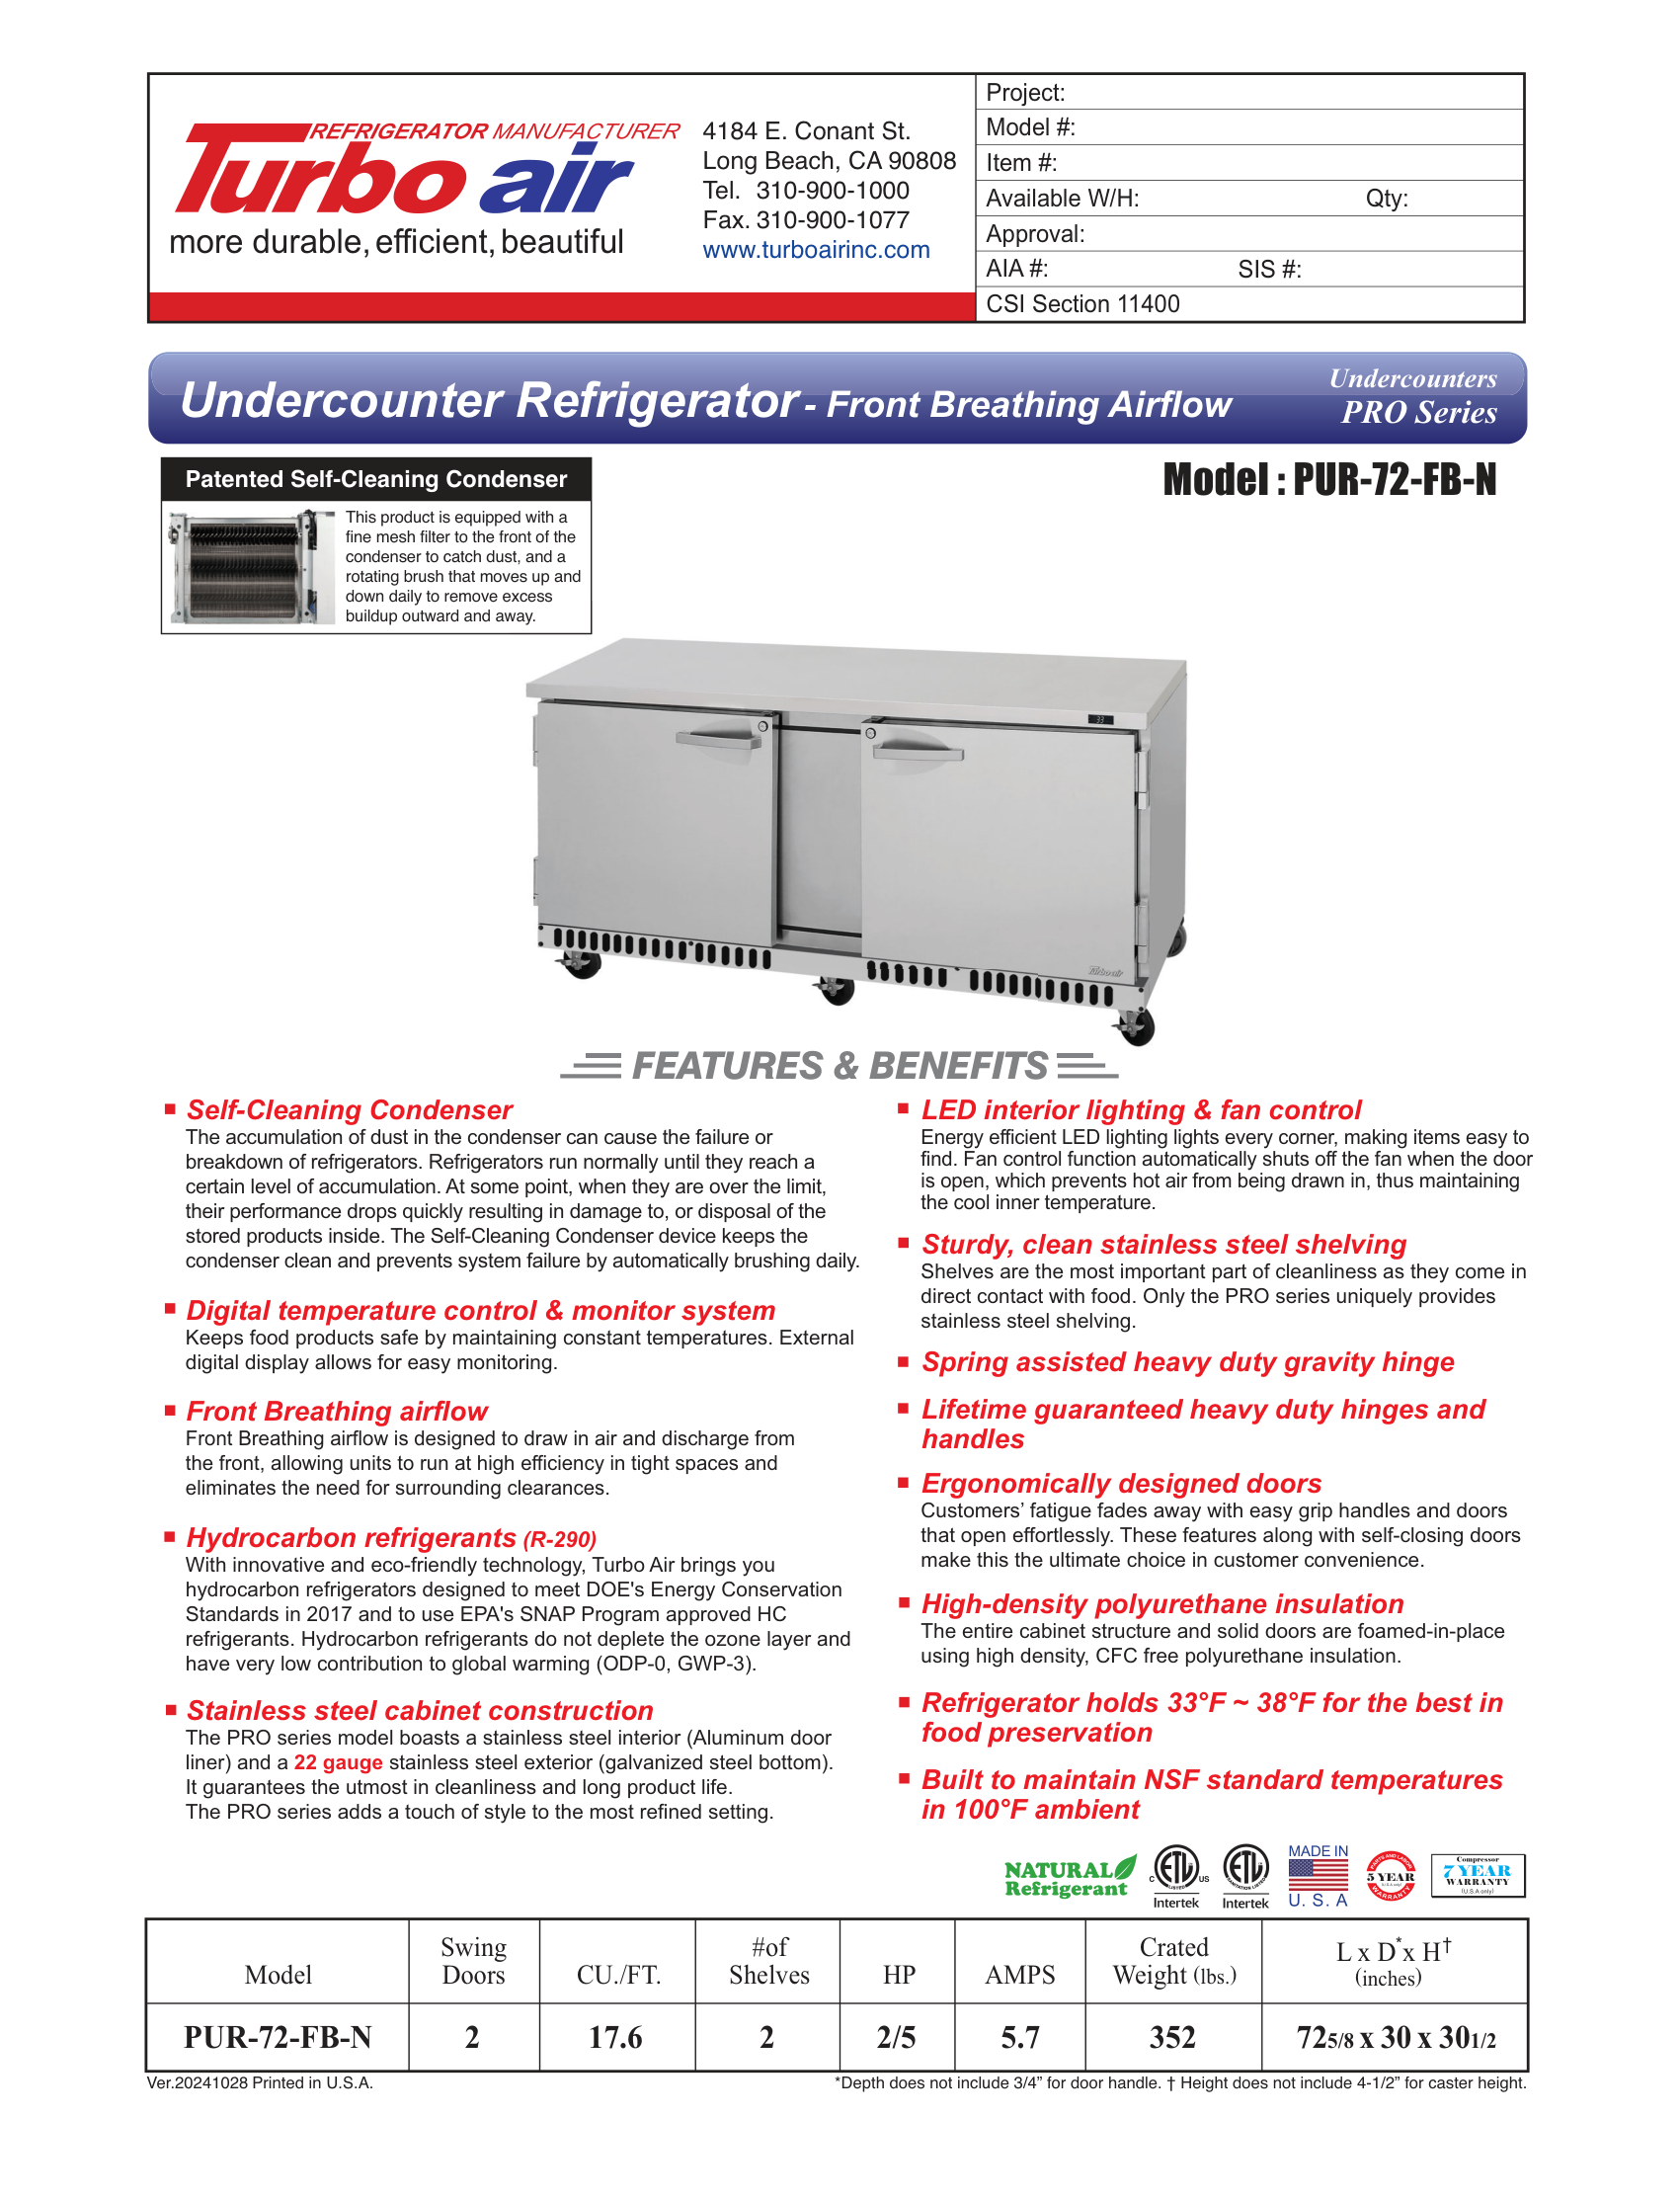 REFRIGERATOR MANUFACTURER
Turbo air
more durable, efficient, beautiful
4184 E. Conant St.
Long Beach, CA 90808
Tel. 310-900-1000
Fax. 310-900-1077
www.turboairinc.com
Project:
Model #:
Item #:
Available W/H: Qty:
Approval:
AIA #: SIS #:
CSI Section 11400
Undercounter Refrigerator - Front Breathing Airflow
Undercounters
PRO Series
Patented Self-Cleaning Condenser
This product is equipped with a
fine mesh filter to the front of the
condenser to catch dust, and a
rotating brush that moves up and
down daily to remove excess
buildup outward and away.
Model : PUR-72-FB-N
33
Turbo air
FEATURES & BENEFITS
Self-Cleaning Condenser
The accumulation of dust in the condenser can cause the failure or
breakdown of refrigerators. Refrigerators run normally until they reach a
certain level of accumulation. At some point, when they are over the limit,
their performance drops quickly resulting in damage to, or disposal of the
stored products inside. The Self-Cleaning Condenser device keeps the
condenser clean and prevents system failure by automatically brushing daily.
Digital temperature control & monitor system
Keeps food products safe by maintaining constant temperatures. External
digital display allows for easy monitoring.
Front Breathing airflow
Front Breathing airflow is designed to draw in air and discharge from
the front, allowing units to run at high efficiency in tight spaces and
eliminates the need for surrounding clearances.
Hydrocarbon refrigerants (R-290)
With innovative and eco-friendly technology, Turbo Air brings you
hydrocarbon refrigerators designed to meet DOE's Energy Conservation
Standards in 2017 and to use EPA's SNAP Program approved HC
refrigerants. Hydrocarbon refrigerants do not deplete the ozone layer and
have very low contribution to global warming (ODP-0, GWP-3).
Stainless steel cabinet construction
The PRO series model boasts a stainless steel interior (Aluminum door
liner) and a 22 gauge stainless steel exterior (galvanized steel bottom).
It guarantees the utmost in cleanliness and long product life.
The PRO series adds a touch of style to the most refined setting.
LED interior lighting & fan control
Energy efficient LED lighting lights every corner, making items easy to
find. Fan control function automatically shuts off the fan when the door
is open, which prevents hot air from being drawn in, thus maintaining
the cool inner temperature.
Sturdy, clean stainless steel shelving
Shelves are the most important part of cleanliness as they come in
direct contact with food. Only the PRO series uniquely provides
stainless steel shelving.
Spring assisted heavy duty gravity hinge
Lifetime guaranteed heavy duty hinges and
handles
Ergonomically designed doors
Customers’ fatigue fades away with easy grip handles and doors
that open effortlessly. These features along with self-closing doors
make this the ultimate choice in customer convenience.
High-density polyurethane insulation
The entire cabinet structure and solid doors are foamed-in-place
using high density, CFC free polyurethane insulation.
Refrigerator holds 33°F ~ 38°F for the best in
food preservation
Built to maintain NSF standard temperatures
in 100°F ambient
NATURAL
Refrigerant
C ETL US
LISTED
Intertek
ETL
SANITATION LISTED
Intertek
MADE IN
U. S. A
PARTS AND LABOR
5 YEAR
(U.S.A only)
WARRANTY
Compressor
7 YEAR
WARRANTY
(U.S.A only)
Model Swing Doors CU./FT. #of Shelves HP AMPS Crated Weight (lbs.) L x D* x H† (inches)
PUR-72-FB-N 2 17.6 2 2/5 5.7 352 725/8 x 30 x 301/2
Ver.20241028 Printed in U.S.A.
*Depth does not include 3/4” for door handle. † Height does not include 4-1/2” for caster height.